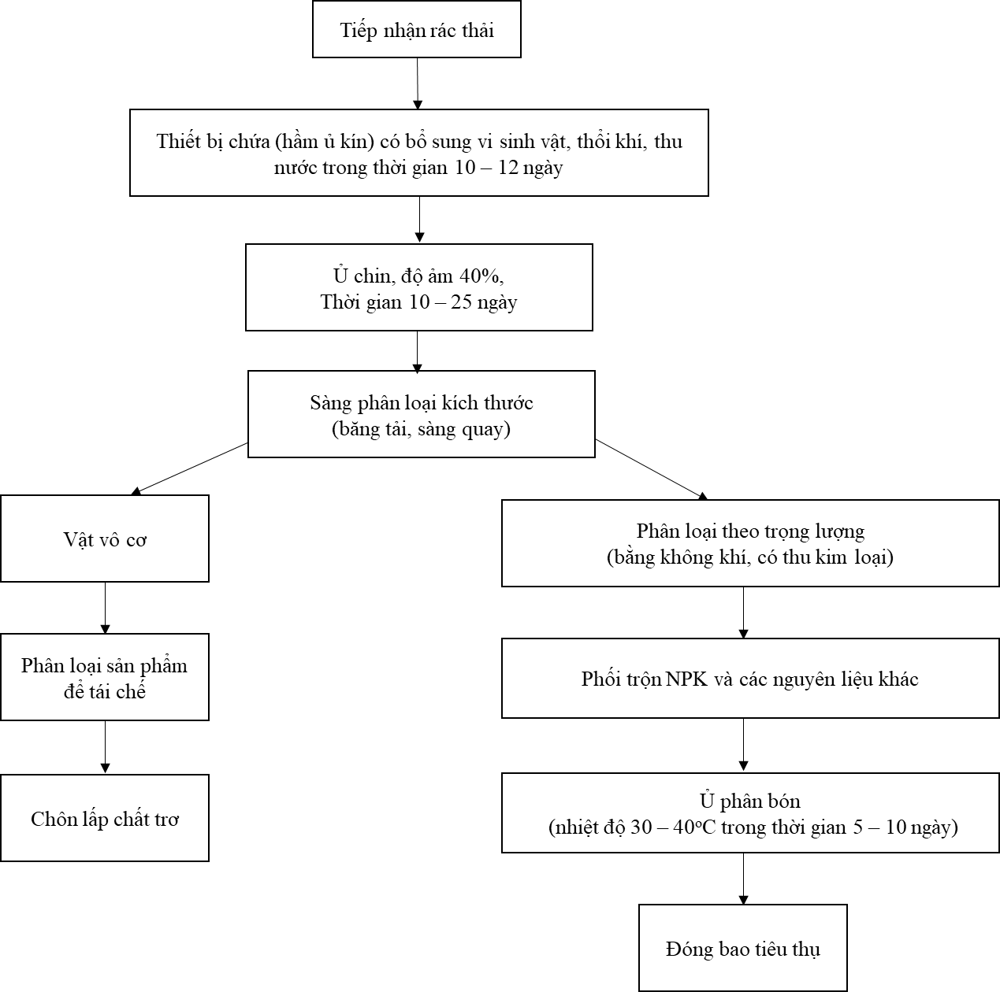 Tiếp nhận rác thải
Thiết bị chứa (hầm ủ kín) có bổ sung vi sinh vật, thổi khí, thu
nước trong thời gian 10 – 12 ngày
Ủ chin, độ ảm 40%,
Thời gian 10 – 25 ngày
Sàng phân loại kích thước
(băng tải, sàng quay)
Vật vô cơ
Phân loại sản phẩm
để tái chế
Chôn lấp chất trơ
Phân loại theo trọng lượng
(bằng không khí, có thu kim loại)
Phối trộn NPK và các nguyên liệu khác
Ủ phân bón
(nhiệt độ 30 – 40°C trong thời gian 5 – 10 ngày)
Đóng bao tiêu thụ